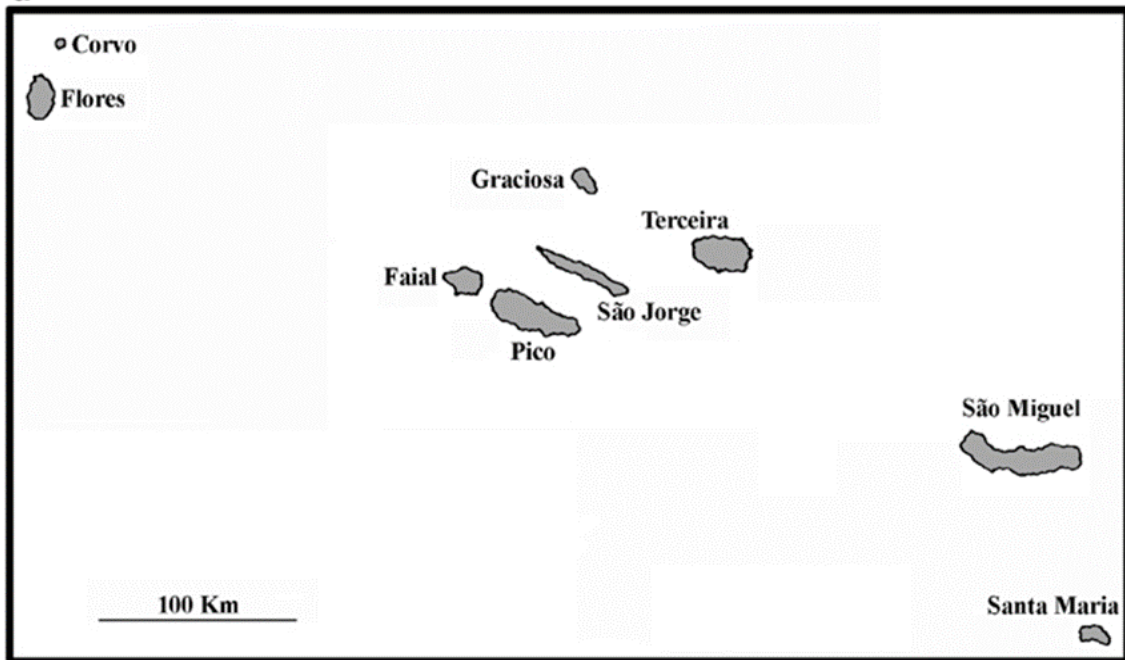 Corvo
Flores
Graciosa
Terceira
Faial
São Jorge
Pico
São Miguel
100 Km
Santa Maria